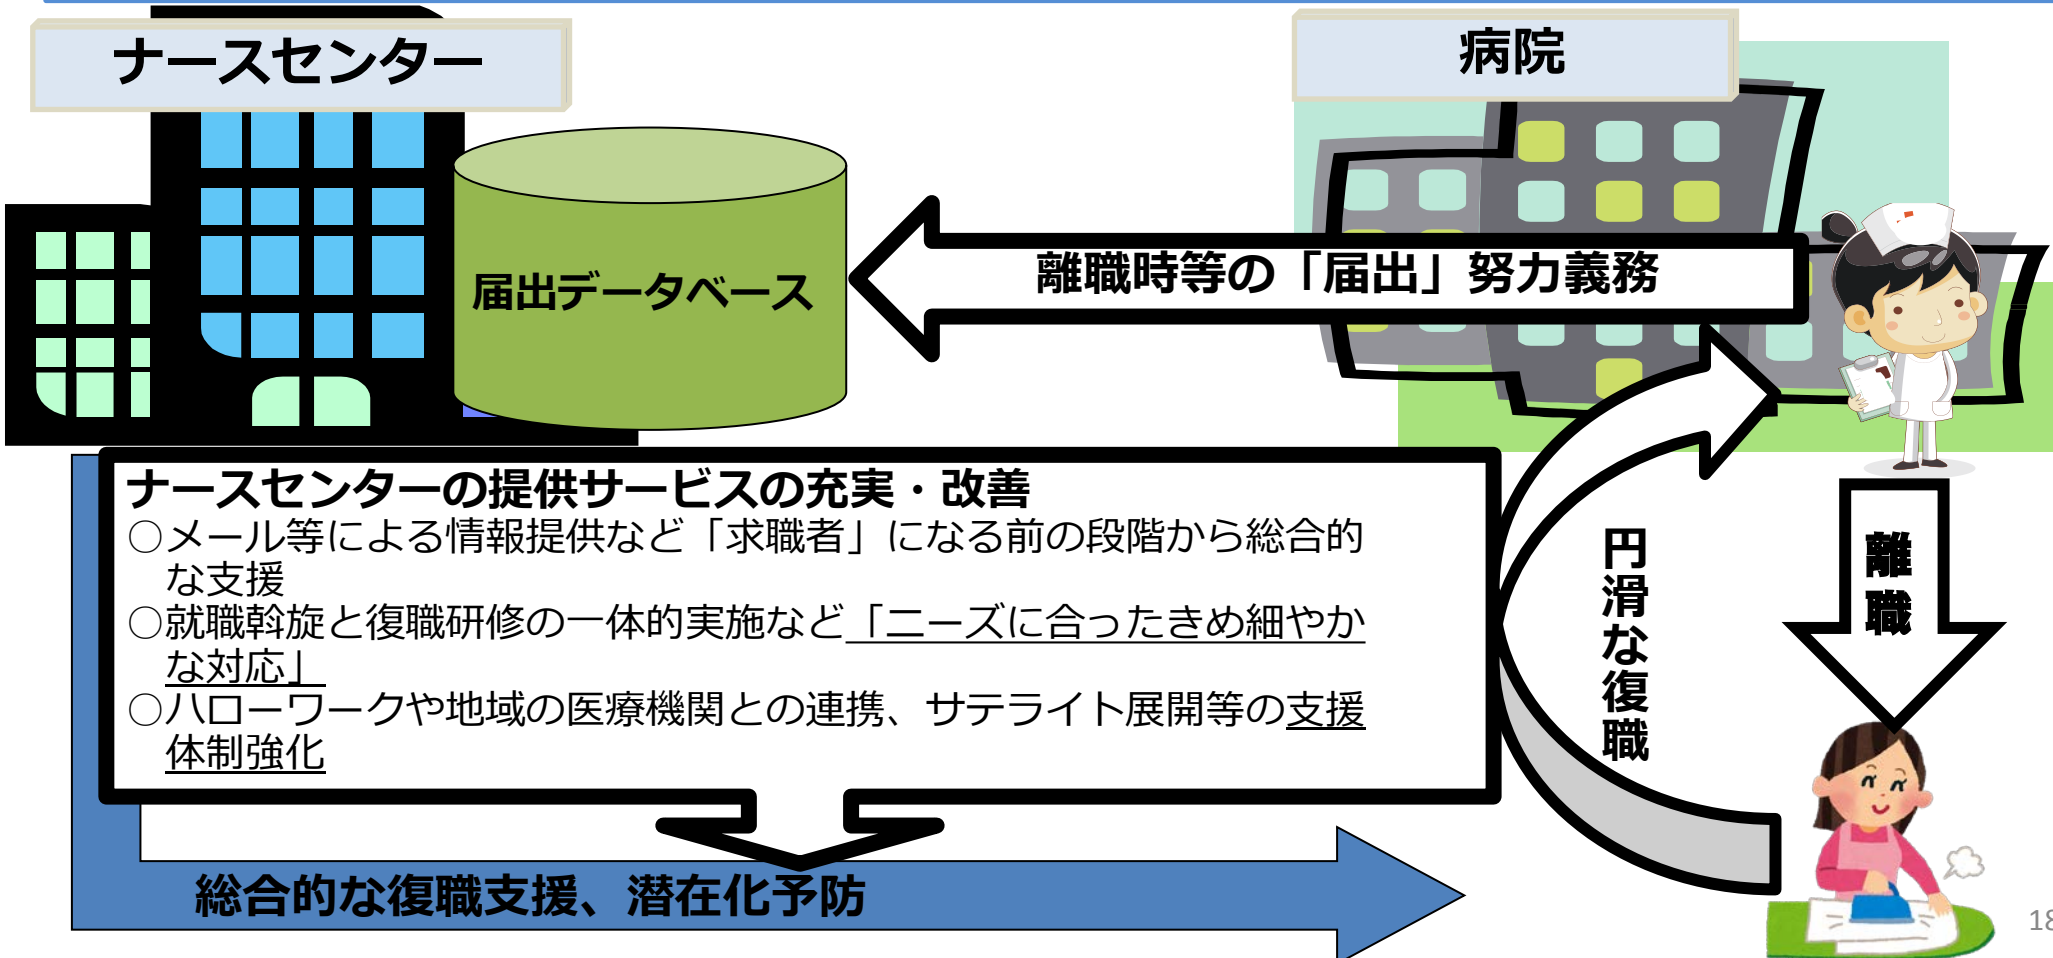 ナースセンター
病院
届出データベース
離職時等の「届出」努力義務
ナースセンターの提供サービスの充実・改善
○メール等による情報提供など「求職者」になる前の段階から総合的
な支援
○就職斡旋と復職研修の一体的実施など「ニーズに合ったきめ細やか
な対応」
○ハローワークや地域の医療機関との連携、サテライト展開等の支援
体制強化
円滑な復職
離職
総合的な復職支援、潜在化予防
18